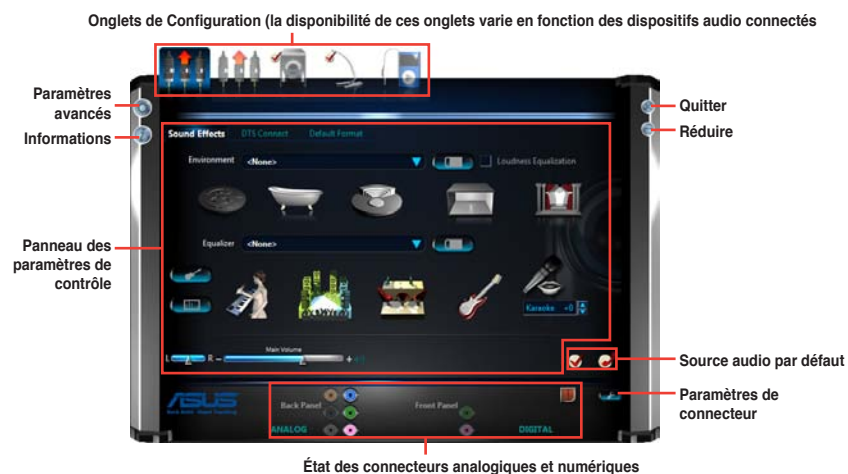 Onglets de Configuration (la disponibilité de ces onglets varie en fonction des dispositifs audio connectés
Paramètres
avancés
Informations
Quitter
Réduire
Sound Effects DTS Connect Default Format
Environment <None> Loudness Equalization
Equalizer <None>
Panneau des
paramètres de
contrôle
Karaoke +0
Main Volume
L R - +
Source audio par défaut
Paramètres de
connecteur
ASUS
Back Panel Front Panel
ANALOG DIGITAL
État des connecteurs analogiques et numériques